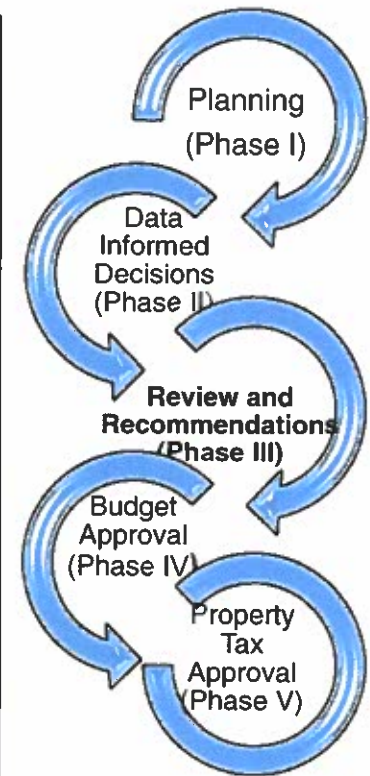 Planning
(Phase I)
Data
Informed
Decisions
(Phase II)
Review and
Recommendations
(Phase III)
Budget
Approval
(Phase IV)
Property
Tax
Approval
(Phase V)